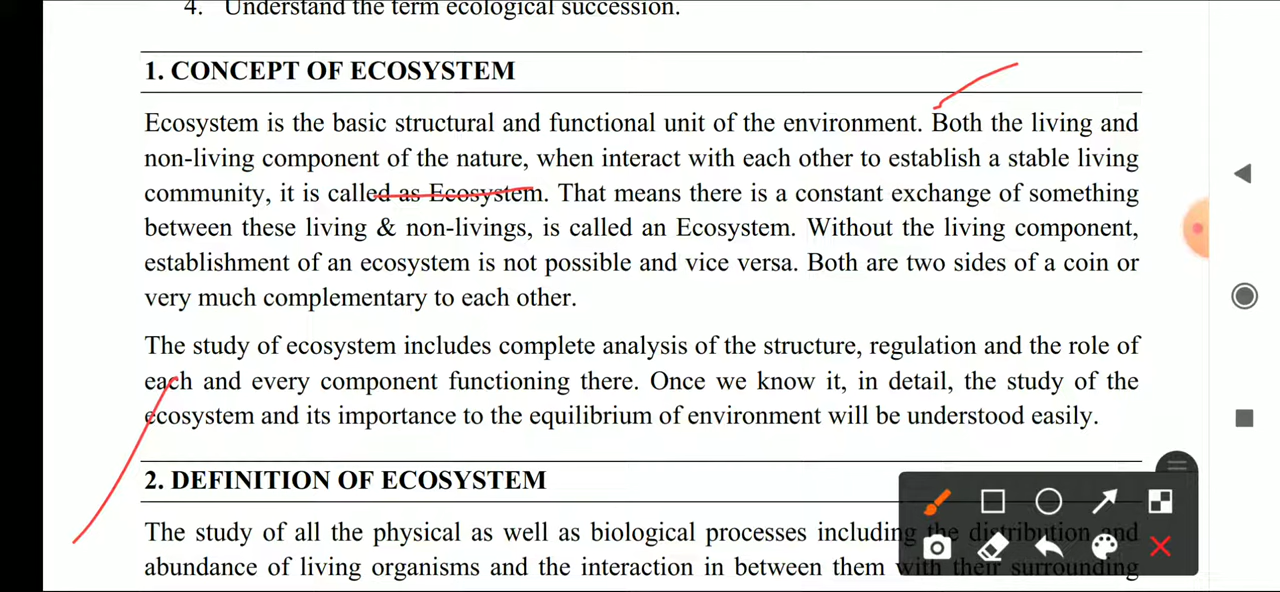 4. Understand the term ecological succession.
1. CONCEPT OF ECOSYSTEM
Ecosystem is the basic structural and functional unit of the environment. Both the living and
non-living component of the nature, when interact with each other to establish a stable living
community, it is called as Ecosystem. That means there is a constant exchange of something
between these living & non-livings, is called an Ecosystem. Without the living component,
establishment of an ecosystem is not possible and vice versa. Both are two sides of a coin or
very much complementary to each other.
The study of ecosystem includes complete analysis of the structure, regulation and the role of
each and every component functioning there. Once we know it, in detail, the study of the
ecosystem and its importance to the equilibrium of environment will be understood easily.
2. DEFINITION OF ECOSYSTEM
The study of all the physical as well as biological processes including the distribution and
abundance of living organisms and the interaction in between them with their surrounding